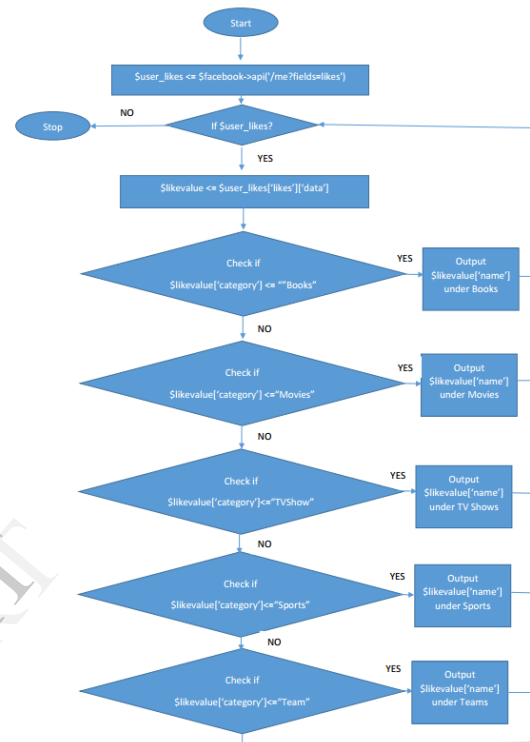 Start
$user_likes <= $facebook->api('/me?fields=likes')
NO
Stop
If $user_likes?
YES
$likevalue <= $user_likes['likes']['data']
Check if
$likevalue['category'] <= “”Books”
YES
Output
$likevalue['name']
under Books
NO
Check if
$likevalue['category'] <=“Movies”
YES
Output
$likevalue['name']
under Movies
NO
Check if
$likevalue['category']<=“TVShow”
YES
Output
$likevalue['name']
under TV Shows
NO
Check if
$likevalue['category']<=“Sports”
YES
Output
$likevalue['name']
under Sports
NO
Check if
$likevalue['category']<=“Team”
YES
Output
$likevalue['name']
under Teams